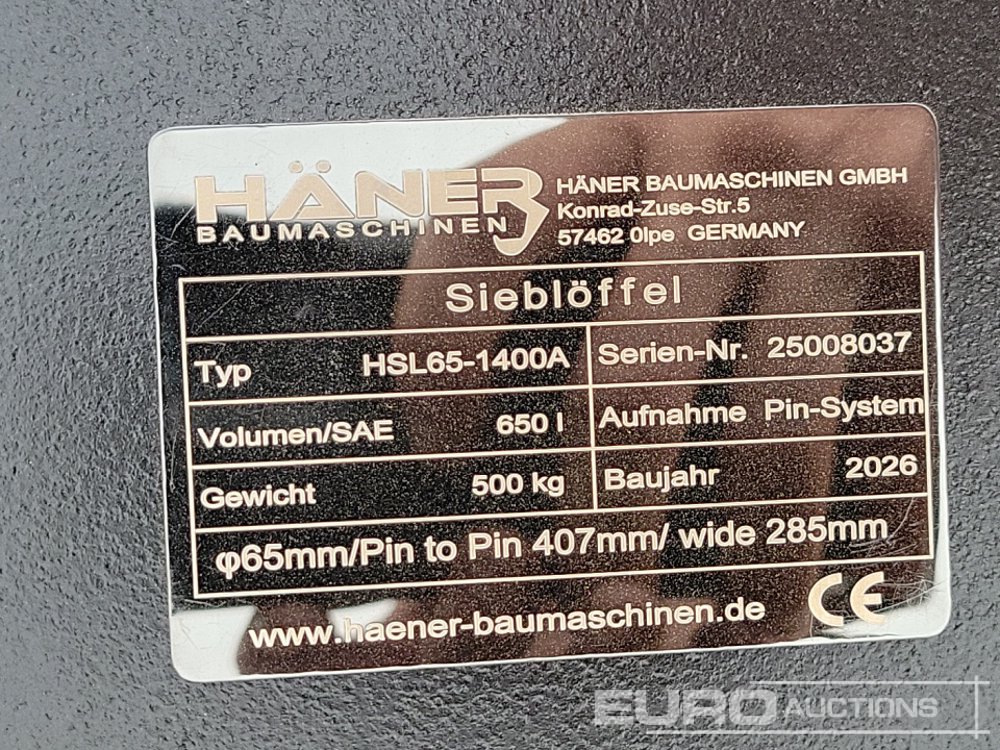 HÄNER
BAUMASCHINEN
HÄNER BAUMASCHINEN GMBH
Konrad-Zuse-Str.5
57462 Olpe GERMANY
Sieblöffel
Typ HSL65-1400A
Serien-Nr. 25008037
Volumen/SAE 650 l
Aufnahme Pin-System
Gewicht 500 kg
Baujahr 2026
φ65mm/Pin to Pin 407mm/ wide 285mm
www.haener-baumaschinen.de
CE
EURO AUCTIONS